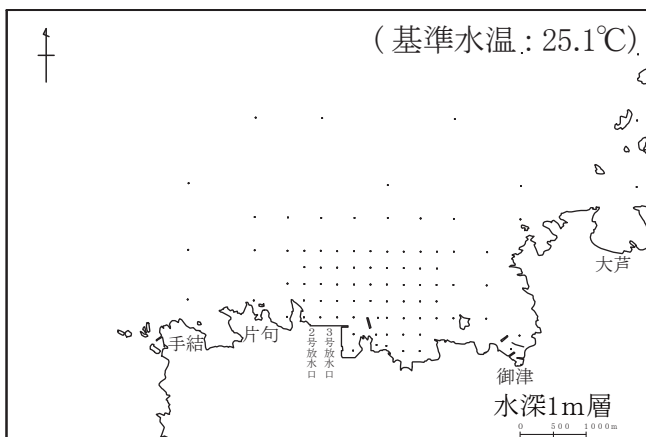 (基準水温：25.1℃)
大芦
手結
片句
2号放水口
3号放水口
御津
水深1m層
0 500 1000m